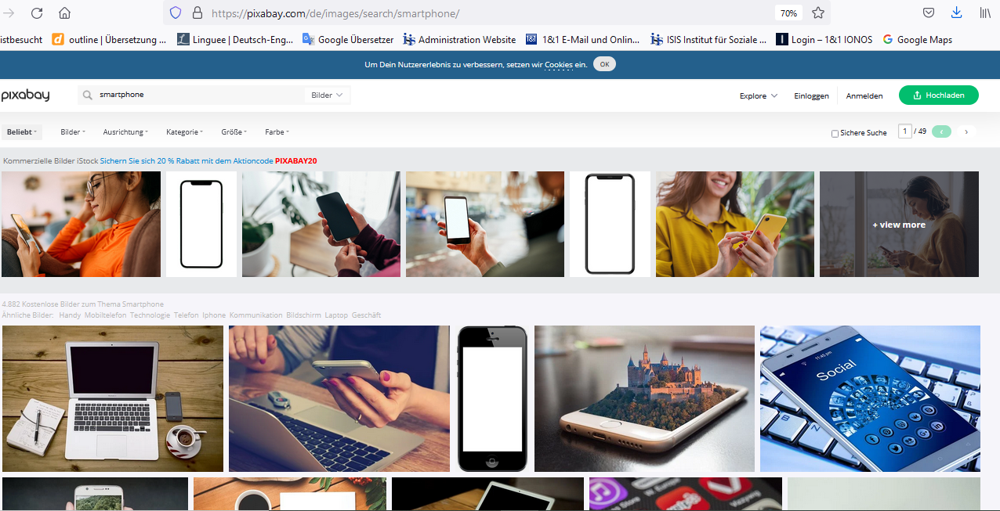 https://pixabay.com/de/images/search/smartphone/
70%
istbesucht
outline | Übersetzung ...
Linguee | Deutsch-Eng...
Google Übersetzer
Administration Website
1&1 E-Mail und Onlin...
ISIS Institut für Soziale ...
Login – 1&1 IONOS
Google Maps
Um Dein Nutzererlebnis zu verbessern, setzen wir Cookies ein. OK
pixabay
smartphone
Bilder
Explore
Einloggen
Anmelden
Hochladen
Beliebt
Bilder
Ausrichtung
Kategorie
Größe
Farbe
Sichere Suche
1 / 49
Kommerzielle Bilder iStock Sichern Sie sich 20 % Rabatt mit dem Aktioncode PIXABAY20
+ view more
4.882 Kostenlose Bilder zum Thema Smartphone
Ähnliche Bilder: Handy Mobiltelefon Technologie Telefon Iphone Kommunikation Bildschirm Laptop Geschäft
11:45 pm
Social
B
N